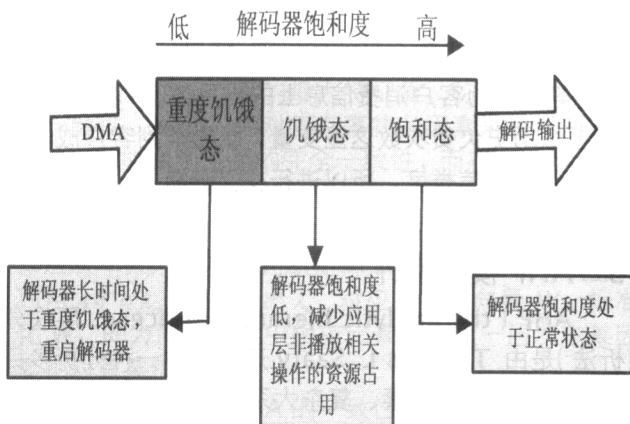 低 解码器饱和度 高
DMA
重度饥饿
态
饥饿态
饱和态
解码输出
解码器长时间处
于重度饥饿态，
重启解码器
解码器饱和度
低，减少应用
层非播放相关
操作的资源占
用
解码器饱和度处
于正常状态